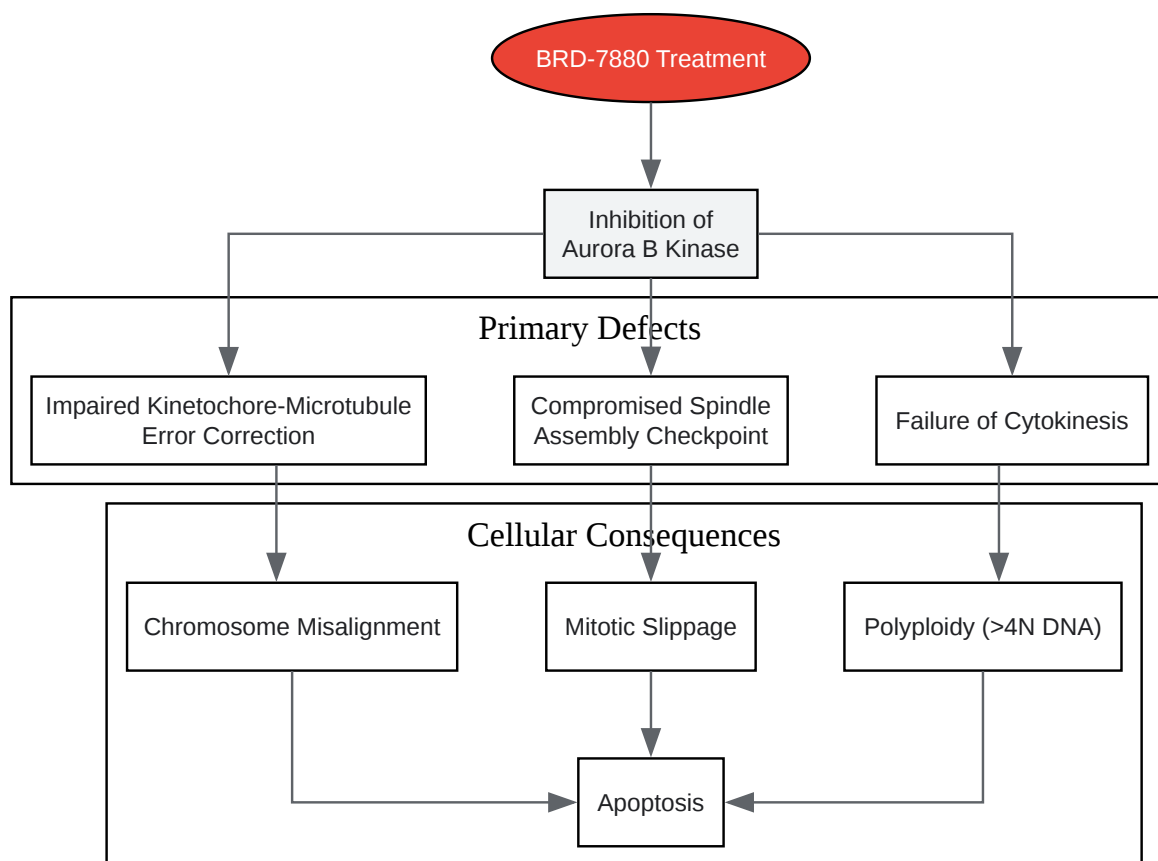 BRD-7880 Treatment
Inhibition of
Aurora B Kinase
Primary Defects
Impaired Kinetochore-Microtubule
Error Correction
Compromised Spindle
Assembly Checkpoint
Failure of Cytokinesis
Cellular Consequences
Chromosome Misalignment
Mitotic Slippage
Polyploidy (>4N DNA)
Apoptosis